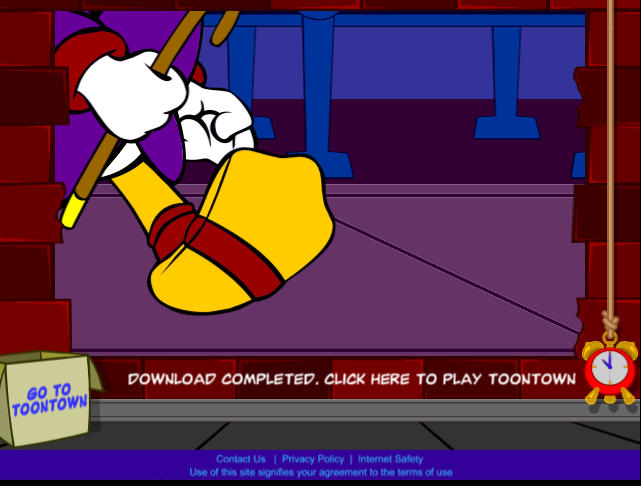 DOWNLOAD COMPLETED. CLICK HERE TO PLAY TOONTOWN
GO TO
TOONTOWN
Contact Us | Privacy Policy | Internet Safety
Use of this site signifies your agreement to the terms of use